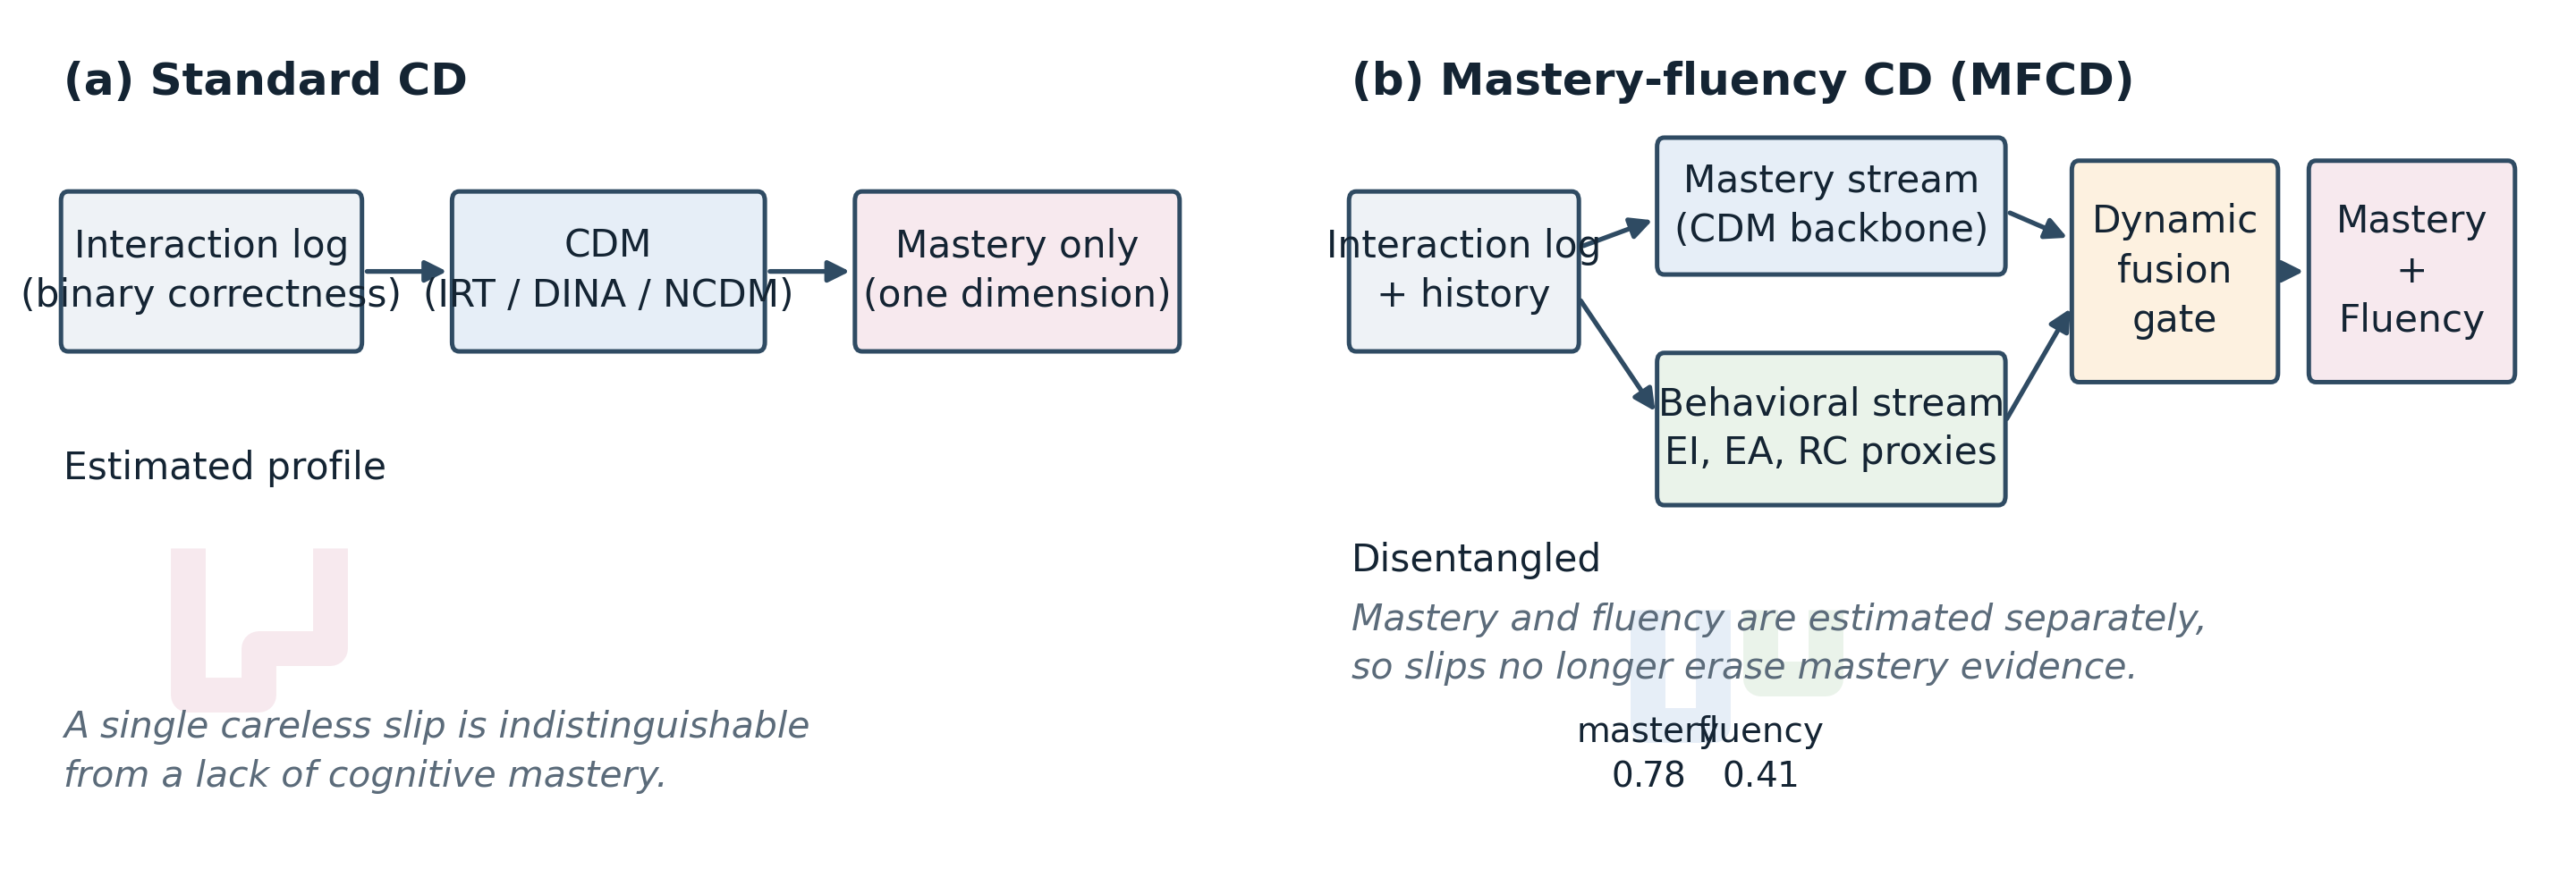 (a) Standard CD
Interaction log
(binary correctness)
CDM
(IRT / DINA / NCDM)
Mastery only
(one dimension)
Estimated profile
A single careless slip is indistinguishable
from a lack of cognitive mastery.
(b) Mastery-fluency CD (MFCD)
Interaction log
+ history
Mastery stream
(CDM backbone)
Behavioral stream
EI, EA, RC proxies
Dynamic
fusion
gate
Mastery
+
Fluency
Disentangled
Mastery and fluency are estimated separately,
so slips no longer erase mastery evidence.
mastery
0.78
fluency
0.41